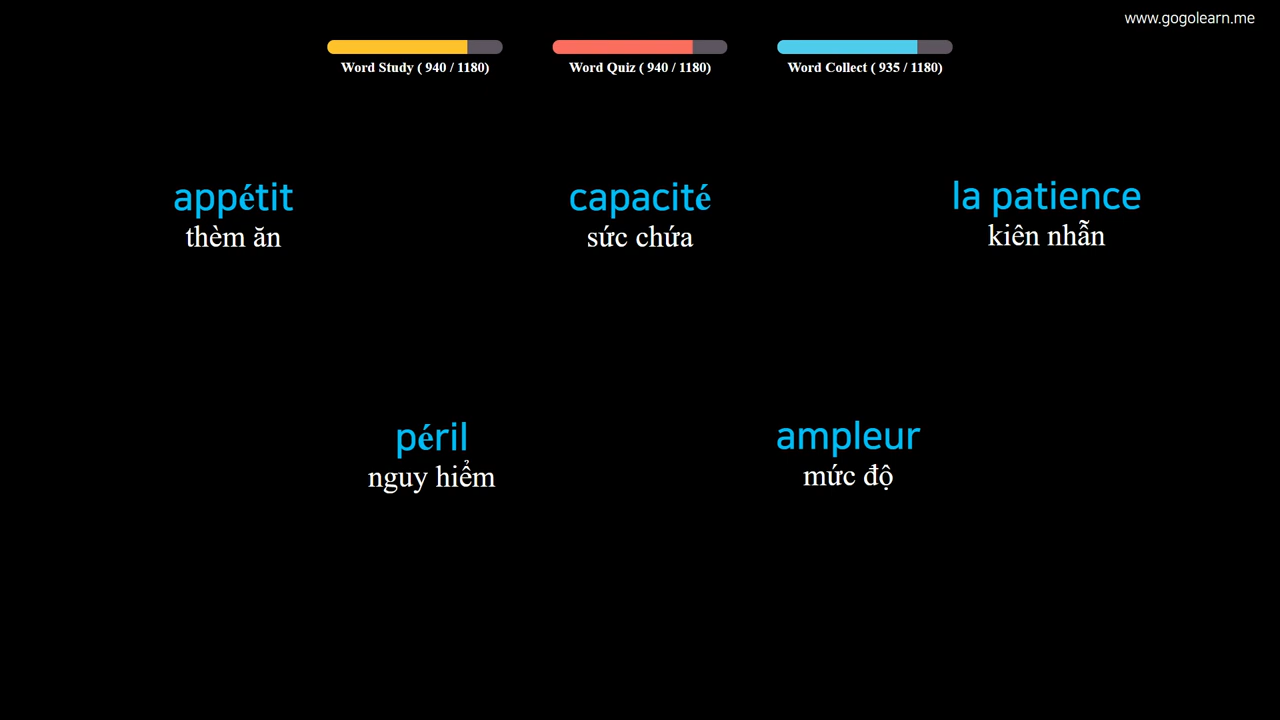 www.gogolearn.me
Word Study ( 940 / 1180)
Word Quiz ( 940 / 1180)
Word Collect ( 935 / 1180)
appétit
thèm ăn
capacité
sức chứa
la patience
kiên nhẫn
péril
nguy hiểm
ampleur
mức độ